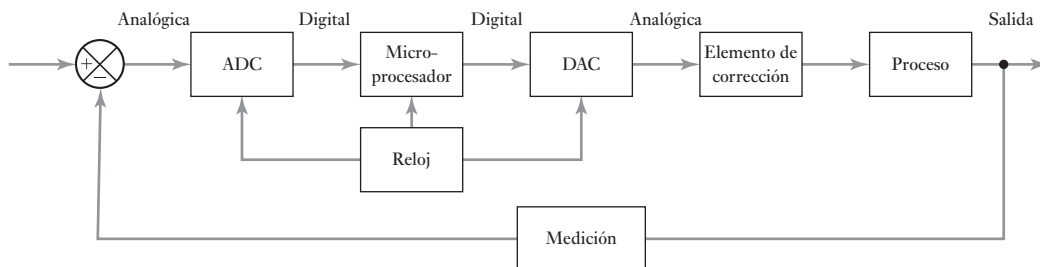 Analógica
Digital
Digital
Analógica
Salida
+
−
ADC
Micro-
procesador
DAC
Elemento de
corrección
Proceso
Reloj
Medición